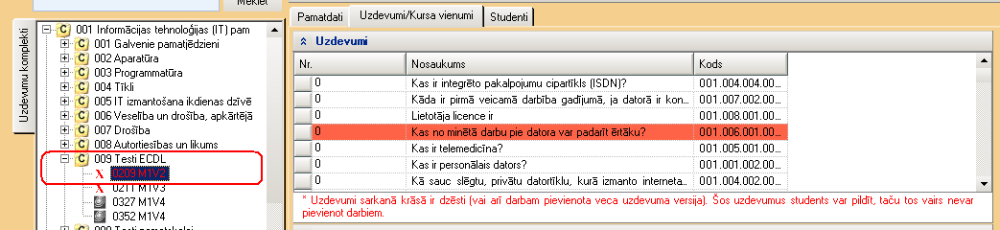 Meklēt
Uzdevumu komplekti
001 Informācijas tehnoloģijas (IT) pam
001 Galvenie pamatjēdzieni
002 Aparatūra
003 Programmatūra
004 Tīkli
005 IT izmantošana ikdienas dzīvē
006 Veselība un drošība, apkārtējā
007 Drošība
008 Autortiesības un likums
009 Testi ECDL
0209 M1V2
0211 M1V3
0327 M1V4
0352 M1V4
Pamatdati Uzdevumi/Kursa vienumi Studenti
Uzdevumi
Nr. Nosaukums Kods
0 Kas ir integrēto pakalpojumu cipartīkls (ISDN)? 001.004.004.00...
0 Kāda ir pirmā veicamā darbība gadījumā, ja datorā ir kon... 001.007.002.00...
0 Lietotāja licence ir 001.008.001.00...
0 Kas no minētā darbu pie datora var padarīt ērtāku? 001.006.001.00...
0 Kas ir telemedicīna? 001.005.001.00...
0 Kas ir personālais dators? 001.001.002.00...
0 Kā sauc slēgtu, privātu datortīklu, kurā izmanto interneta... 001.004.002.00...
* Uzdevumi sarkanā krāsā ir dzēsti (vai arī darbam pievienota veca uzdevuma versija). Šos uzdevumus students var pildīt, taču tos vairs nevar
pievienot darbiem.